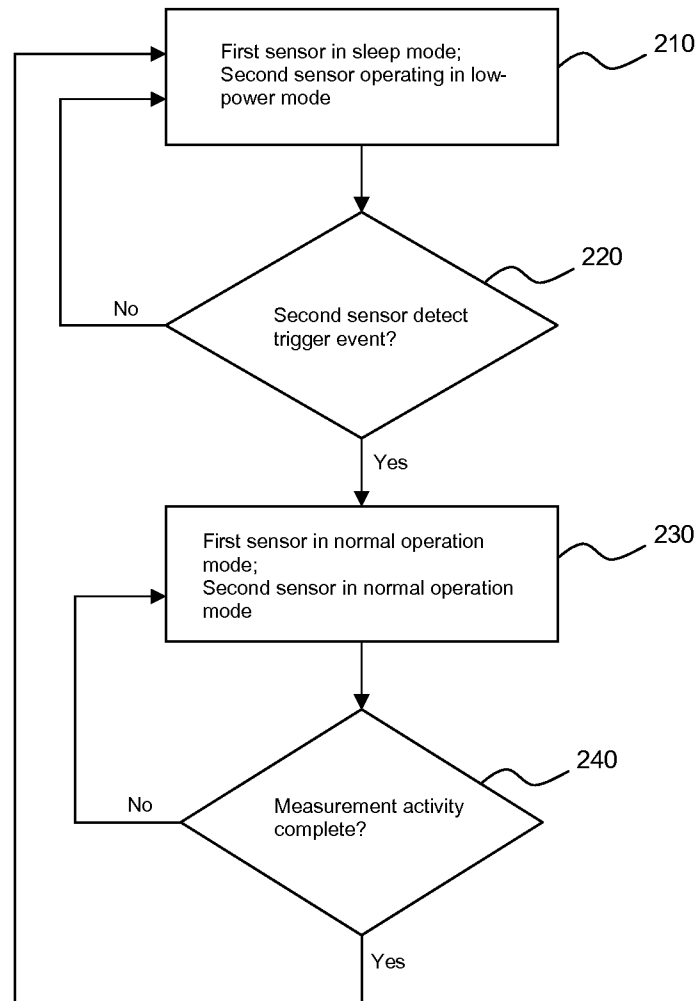 First sensor in sleep mode;
Second sensor operating in low-
power mode
210
220
Second sensor detect
trigger event?
No
Yes
First sensor in normal operation
mode;
Second sensor in normal operation
mode
230
240
Measurement activity
complete?
No
Yes